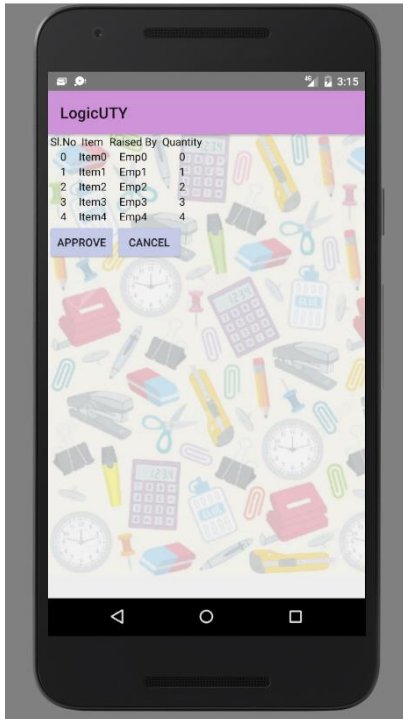 3:15
LogicUTY
Sl.No Item Raised By Quantity
0 Item0 Emp0 0
1 Item1 Emp1 1
2 Item2 Emp2 2
3 Item3 Emp3 3
4 Item4 Emp4 4
APPROVE CANCEL